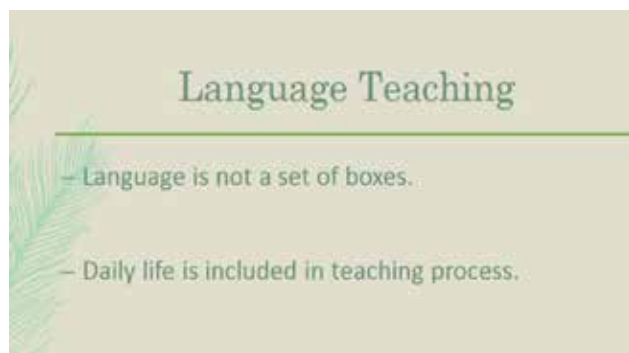 Language Teaching
– Language is not a set of boxes.
– Daily life is included in teaching process.